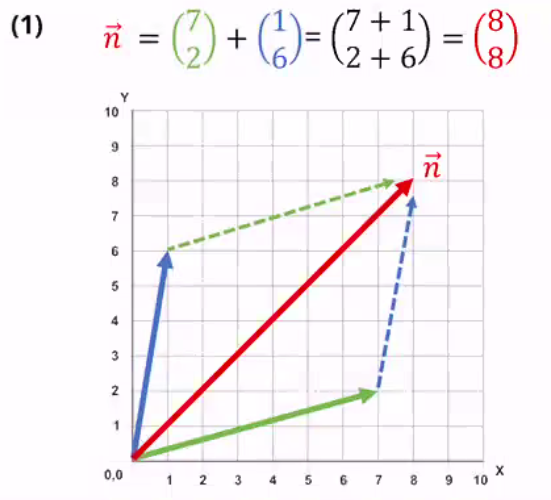 (1) n⃗ = (7 2) + (1 6) = (7 + 1 2 + 6) = (8 8)
Y
10
9
8
n⃗
7
6
5
4
3
2
1
0,0
1 2 3 4 5 6 7 8 9 10 X